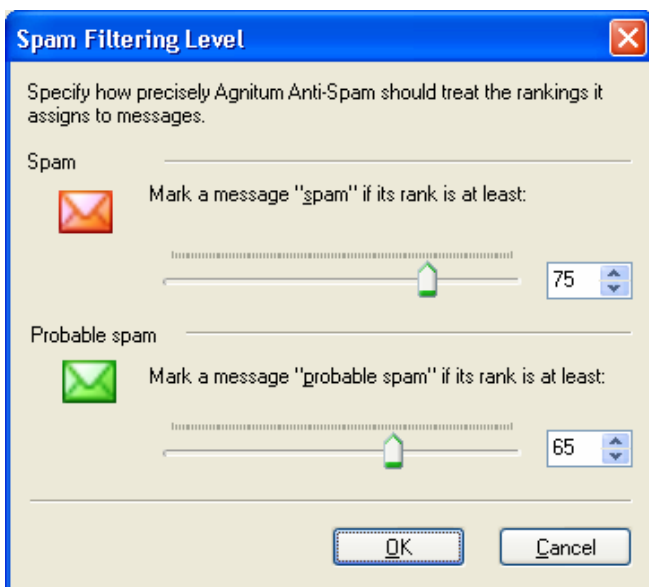 Spam Filtering Level
Specify how precisely Agnitum Anti-Spam should treat the rankings it
assigns to messages.
Spam
Mark a message "spam" if its rank is at least:
75
Probable spam
Mark a message "probable spam" if its rank is at least:
65
OK
Cancel